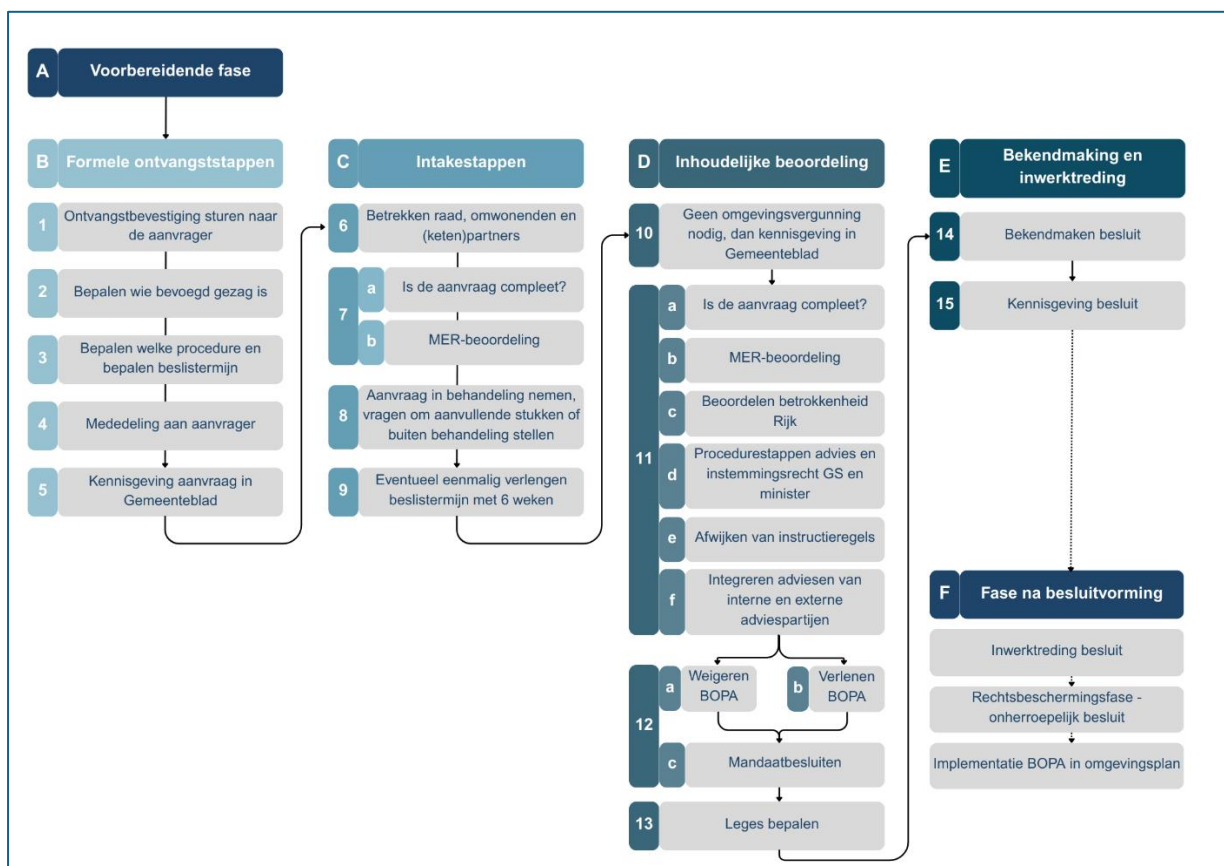 A
Voorbereidende fase
B
Formele ontvangststappen
1
Ontvangstbevestiging sturen naar
de aanvrager
2
Bepalen wie bevoegd gezag is
3
Bepalen welke procedure en
bepalen beslistermijn
4
Mededeling aan aanvrager
5
Kennisgeving aanvraag in
Gemeenteblad
C
Intakestappen
6
Betrekken raad, omwonenden en
(keten)partners
7
a
Is de aanvraag compleet?
b
MER-beoordeling
8
Aanvraag in behandeling nemen,
vragen om aanvullende stukken of
buiten behandeling stellen
9
Eventueel eenmalig verlengen
beslistermijn met 6 weken
D
Inhoudelijke beoordeling
10
Geen omgevingsvergunning
nodig, dan kennisgeving in
Gemeenteblad
11
a
Is de aanvraag compleet?
b
MER-beoordeling
c
Beoordelen betrokkenheid
Rijk
d
Procedurestappen advies en
instemmingsrecht GS en
minister
e
Afwijken van instructieregels
f
Integreren adviesen van
interne en externe
adviespartijen
12
a
Weigeren
BOPA
b
Verlenen
BOPA
c
Mandaatbesluiten
13
Leges bepalen
E
Bekendmaking en
inwerktreding
14
Bekendmaken besluit
15
Kennisgeving besluit
F
Fase na besluitvorming
Inwerktreding besluit
Rechtsbeschermingsfase -
onherroepelijk besluit
Implementatie BOPA in omgevingsplan